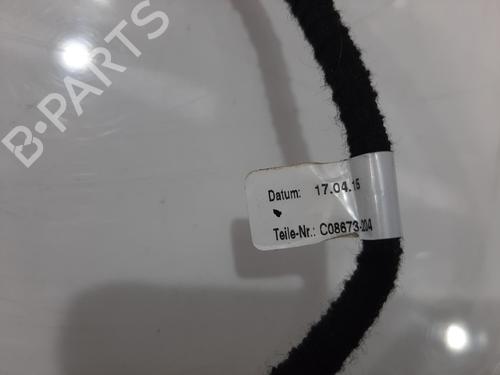 B-PARTS
Datum: 17.04.15
Teile-Nr.: C08673-204